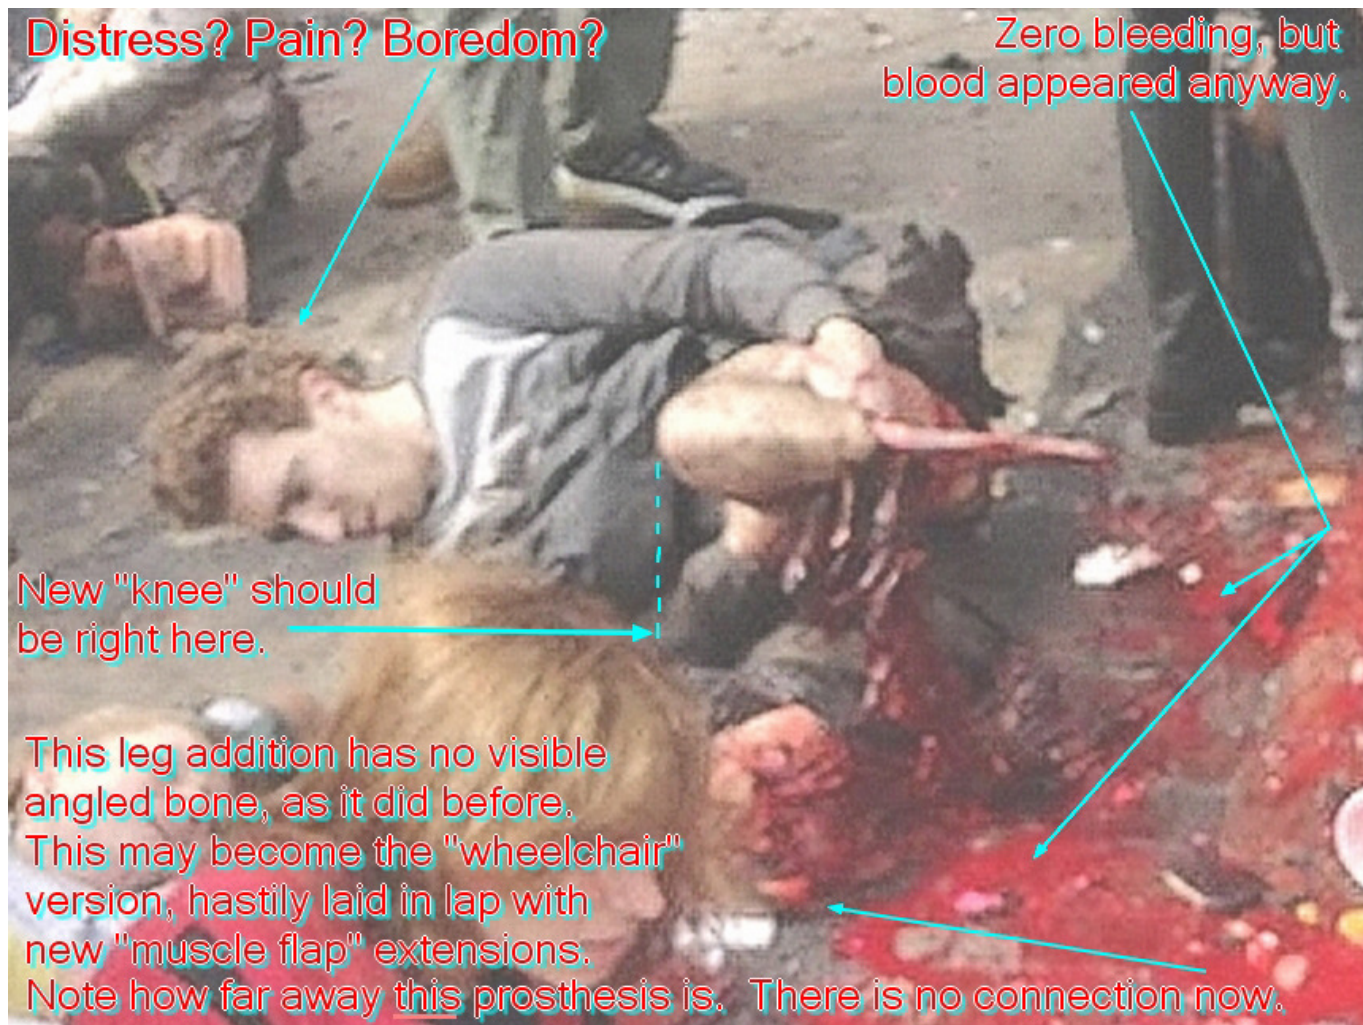 Distress? Pain? Boredom?
Zero bleeding, but
blood appeared anyway.
New "knee" should
be right here.
This leg addition has no visible
angled bone, as it did before.
This may become the "wheelchair"
version, hastily laid in lap with
new "muscle flap" extensions.
Note how far away this prosthesis is. There is no connection now.